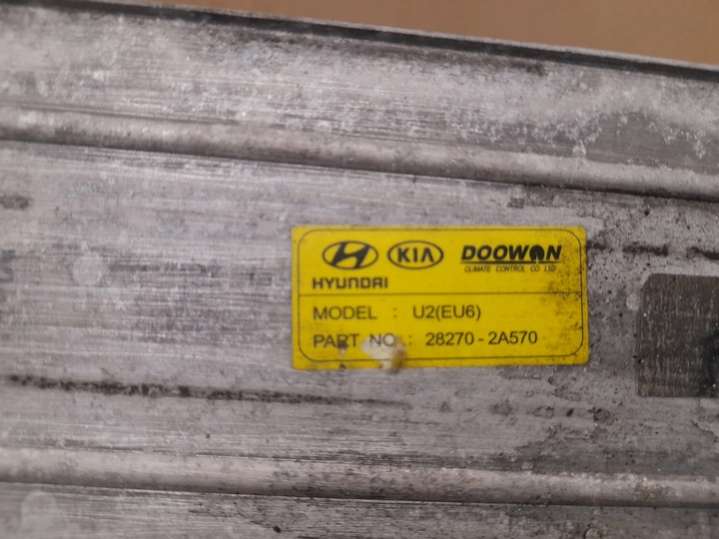 KIA DOOWON
CLIMATE CONTROL CO. LTD
HYUNDAI
MODEL : U2(EU6)
PART NO. : 28270-2A570